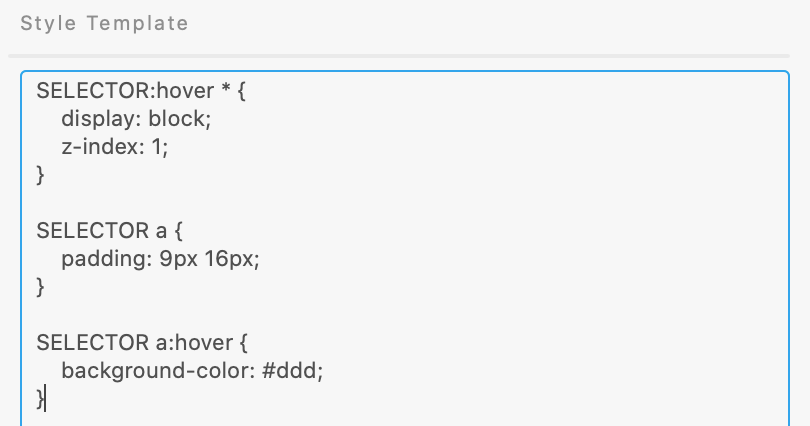 Style Template
SELECTOR:hover * {
    display: block;
    z-index: 1;
}

SELECTOR a {
    padding: 9px 16px;
}

SELECTOR a:hover {
    background-color: #ddd;
}